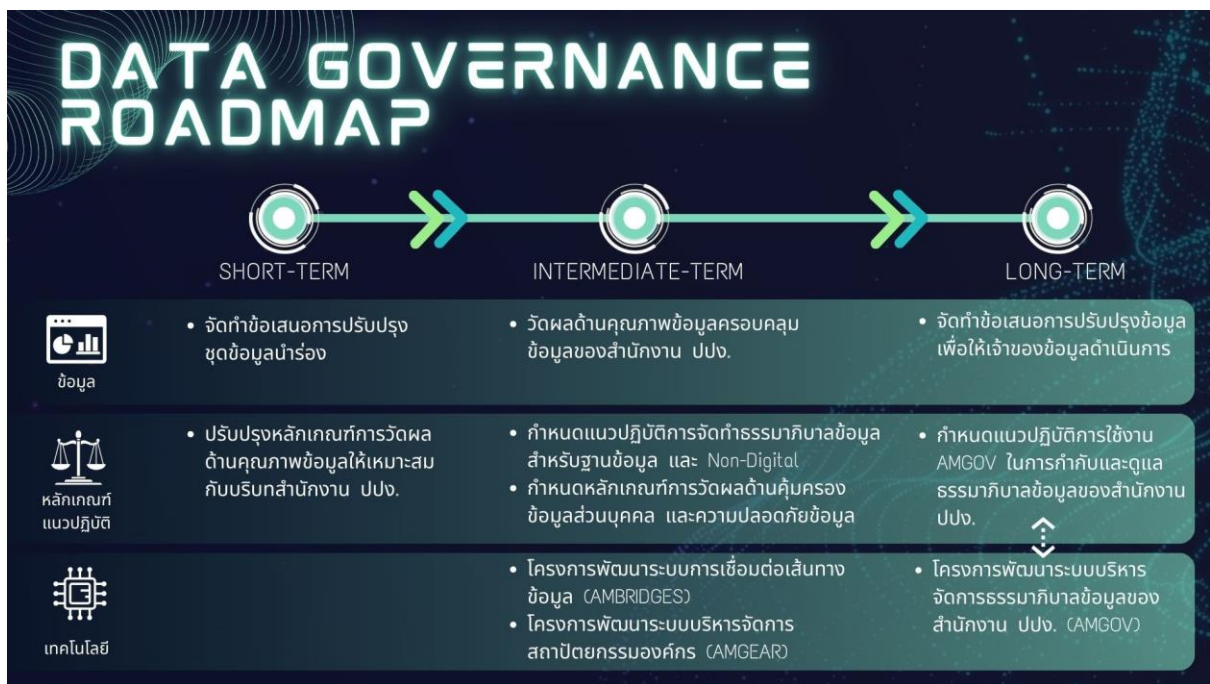 DATA GOVERNANCE
ROADMAP
SHORT-TERM
INTERMEDIATE-TERM
LONG-TERM
ข้อมูล
• จัดทำข้อเสนอการปรับปรุง
ชุดข้อมูลนำร่อง
• วัดผลด้านคุณภาพข้อมูลครอบคลุม
ข้อมูลของสำนักงาน ปปง.
• จัดทำข้อเสนอการปรับปรุงข้อมูล
เพื่อให้เจ้าของข้อมูลดำเนินการ
หลักเกณฑ์
แนวปฏิบัติ
• ปรับปรุงหลักเกณฑ์การวัดผล
ด้านคุณภาพข้อมูลให้เหมาะสม
กับบริบทสำนักงาน ปปง.
• กำหนดแนวปฏิบัติการจัดทำธรรมาภิบาลข้อมูล
สำหรับฐานข้อมูล และ Non-Digital
• กำหนดหลักเกณฑ์การวัดผลด้านคุ้มครอง
ข้อมูลส่วนบุคคล และความปลอดภัยข้อมูล
• กำหนดแนวปฏิบัติการใช้งาน
AMGOV ในการกำกับและดูแล
ธรรมาภิบาลข้อมูลของสำนักงาน
ปปง.
เทคโนโลยี
• โครงการพัฒนาระบบการเชื่อมต่อเส้นทาง
ข้อมูล (AMBRIDGES)
• โครงการพัฒนาระบบบริหารจัดการ
สถาปัตยกรรมองค์กร (AMGEAR)
• โครงการพัฒนาระบบบริหาร
จัดการธรรมาภิบาลข้อมูลของ
สำนักงาน ปปง. (AMGOV)